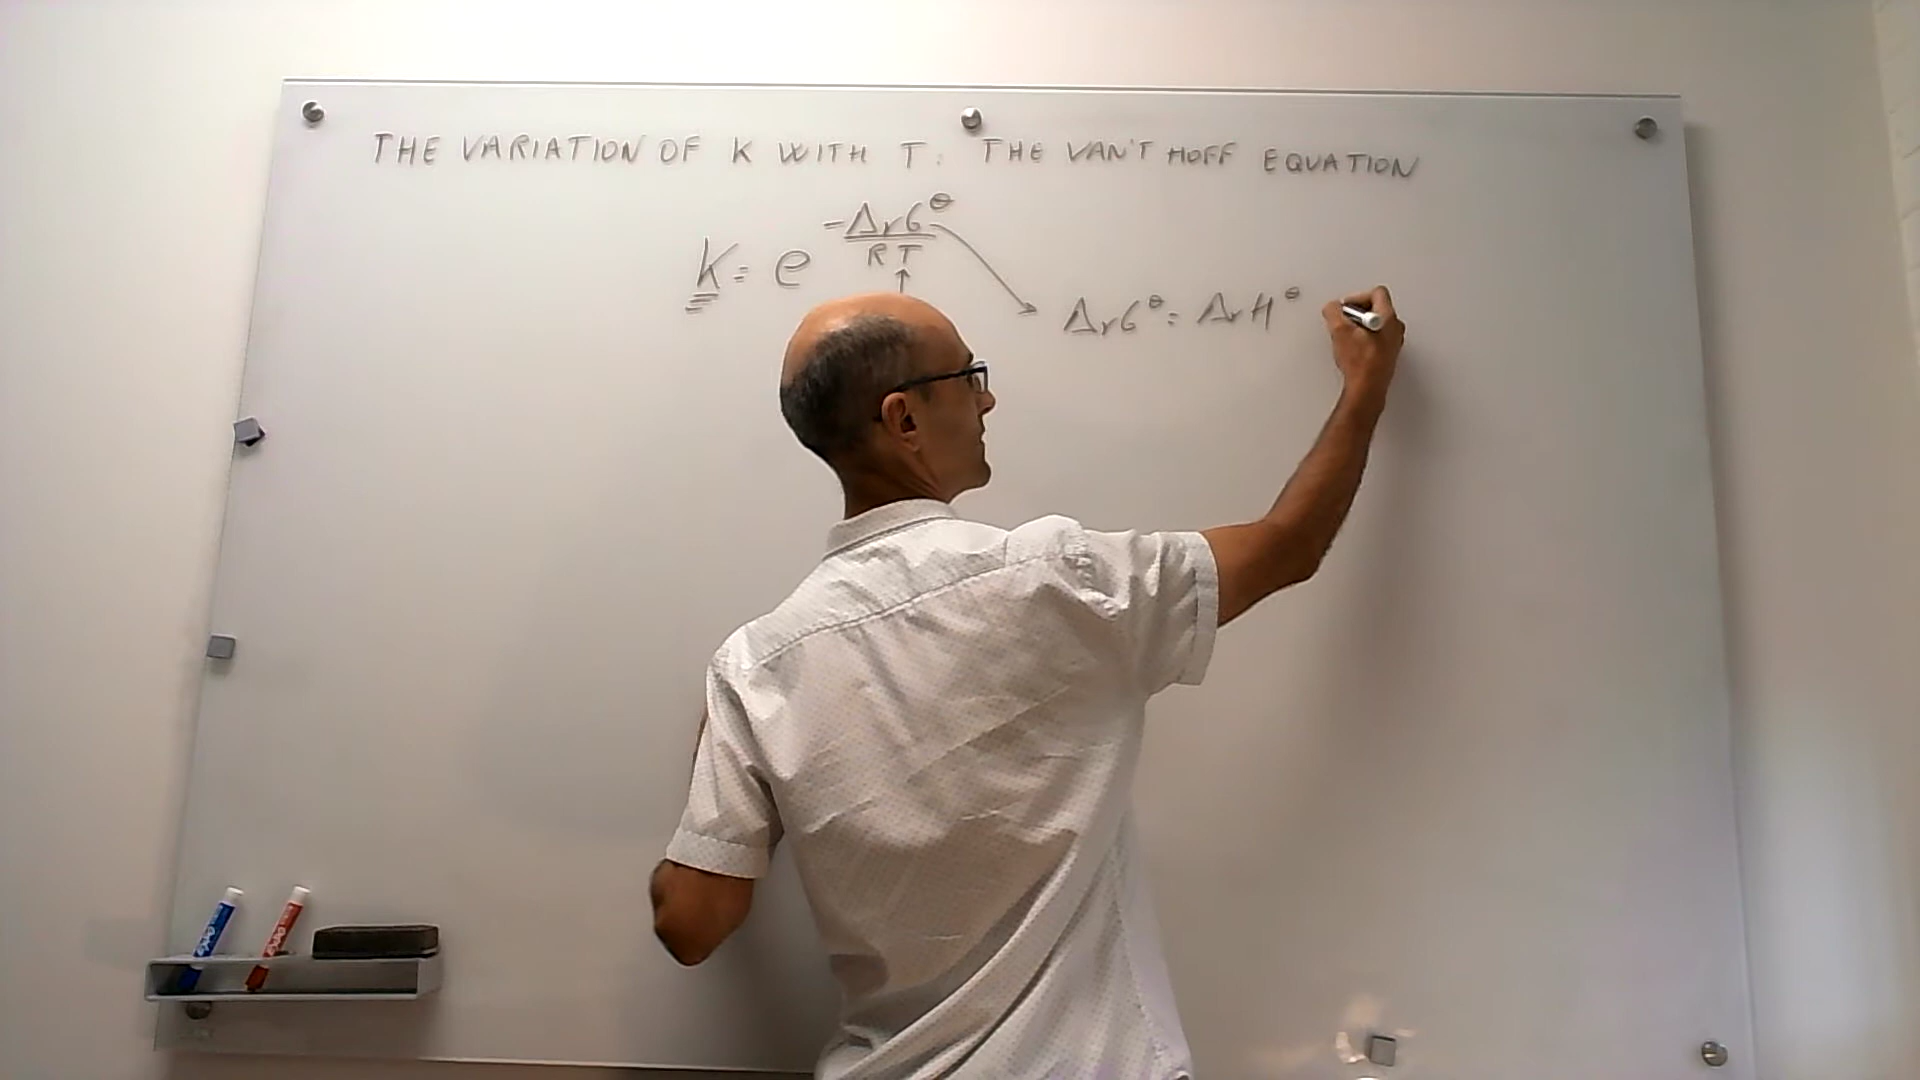 THE VARIATION OF K WITH T: THE VAN'T HOFF EQUATION
K = e^(-ΔrG^⊖ / RT)
ΔrG^⊖ = ΔrH^⊖